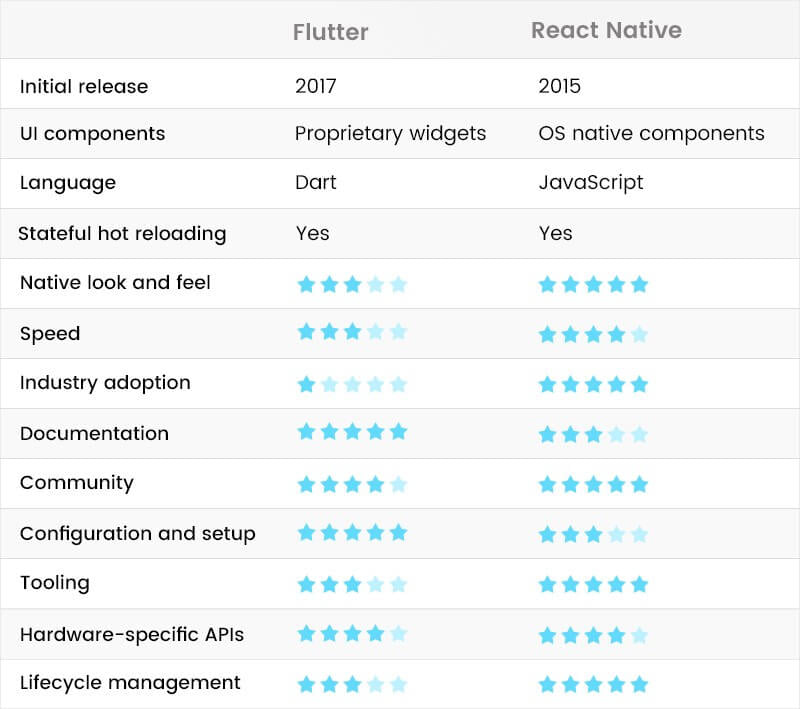 Flutter React Native
Initial release 2017 2015
UI components Proprietary widgets OS native components
Language Dart JavaScript
Stateful hot reloading Yes Yes
Native look and feel
Speed
Industry adoption
Documentation
Community
Configuration and setup
Tooling
Hardware-specific APIs
Lifecycle management